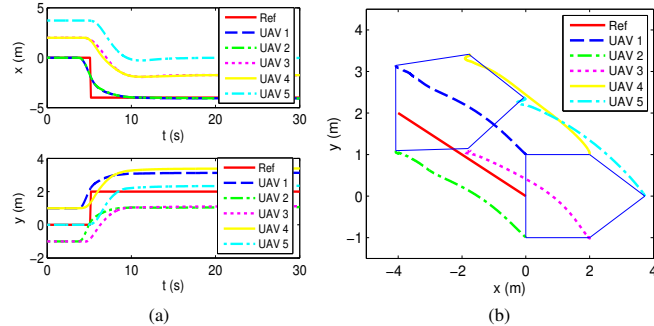 5
0
−5
x (m)
0
10
20
30
t (s)
Ref
UAV 1
UAV 2
UAV 3
UAV 4
UAV 5
4
2
0
−2
y (m)
0
10
20
30
t (s)
Ref
UAV 1
UAV 2
UAV 3
UAV 4
UAV 5
(a)
4
3
2
1
0
−1
y (m)
−4
−2
0
2
4
x (m)
Ref
UAV 1
UAV 2
UAV 3
UAV 4
UAV 5
(b)